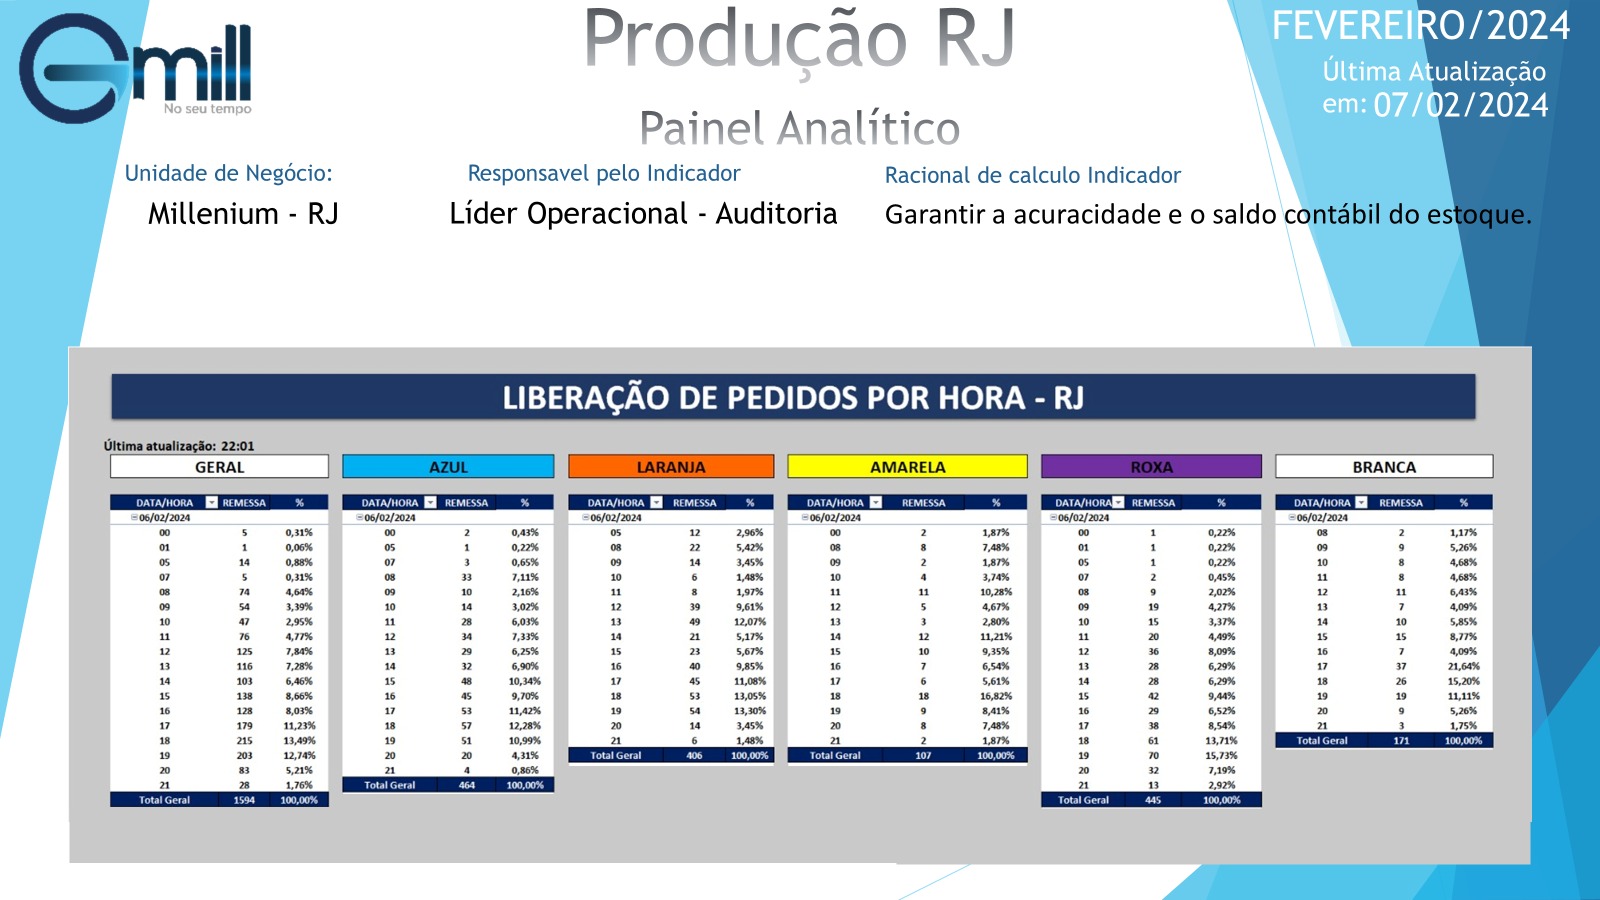 Gmill
No seu tempo
Produção RJ
Painel Analítico
FEVEREIRO/2024
Última Atualização
em: 07/02/2024
Unidade de Negócio:
Millenium - RJ
Responsavel pelo Indicador
Líder Operacional - Auditoria
Racional de calculo Indicador
Garantir a acuracidade e o saldo contábil do estoque.
LIBERAÇÃO DE PEDIDOS POR HORA - RJ
Última atualização: 22:01
GERAL
DATA/HORA REMESSA %
06/02/2024
00 5 0,31%
01 1 0,06%
05 14 0,88%
07 5 0,31%
08 74 4,64%
09 54 3,39%
10 47 2,95%
11 76 4,77%
12 125 7,84%
13 116 7,28%
14 103 6,46%
15 138 8,66%
16 128 8,03%
17 179 11,23%
18 215 13,49%
19 203 12,74%
20 83 5,21%
21 28 1,76%
Total Geral 1594 100,00%
AZUL
DATA/HORA REMESSA %
06/02/2024
00 2 0,43%
05 1 0,22%
07 3 0,65%
08 33 7,11%
09 10 2,16%
10 14 3,02%
11 28 6,03%
12 34 7,33%
13 29 6,25%
14 32 6,90%
15 48 10,34%
16 45 9,70%
17 53 11,42%
18 57 12,28%
19 51 10,99%
20 20 4,31%
21 4 0,86%
Total Geral 464 100,00%
LARANJA
DATA/HORA REMESSA %
06/02/2024
05 12 2,96%
08 22 5,42%
09 14 3,45%
10 6 1,48%
11 8 1,97%
12 39 9,61%
13 49 12,07%
14 21 5,17%
15 23 5,67%
16 40 9,85%
17 45 11,08%
18 53 13,05%
19 54 13,30%
20 14 3,45%
21 6 1,48%
Total Geral 406 100,00%
AMARELA
DATA/HORA REMESSA %
06/02/2024
00 2 1,87%
08 8 7,48%
09 2 1,87%
10 4 3,74%
11 11 10,28%
12 5 4,67%
13 3 2,80%
14 12 11,21%
15 10 9,35%
16 7 6,54%
17 6 5,61%
18 18 16,82%
19 9 8,41%
20 8 7,48%
21 2 1,87%
Total Geral 107 100,00%
ROXA
DATA/HORA REMESSA %
06/02/2024
00 1 0,22%
01 1 0,22%
05 1 0,22%
07 2 0,45%
08 9 2,02%
09 19 4,27%
10 15 3,37%
11 20 4,49%
12 36 8,09%
13 28 6,29%
14 28 6,29%
15 42 9,44%
16 29 6,52%
17 38 8,54%
18 61 13,71%
19 70 15,73%
20 32 7,19%
21 13 2,92%
Total Geral 445 100,00%
BRANCA
DATA/HORA REMESSA %
06/02/2024
08 2 1,17%
09 9 5,26%
10 8 4,68%
11 8 4,68%
12 11 6,43%
13 7 4,09%
14 10 5,85%
15 15 8,77%
16 7 4,09%
17 37 21,64%
18 26 15,20%
19 19 11,11%
20 9 5,26%
21 3 1,75%
Total Geral 171 100,00%